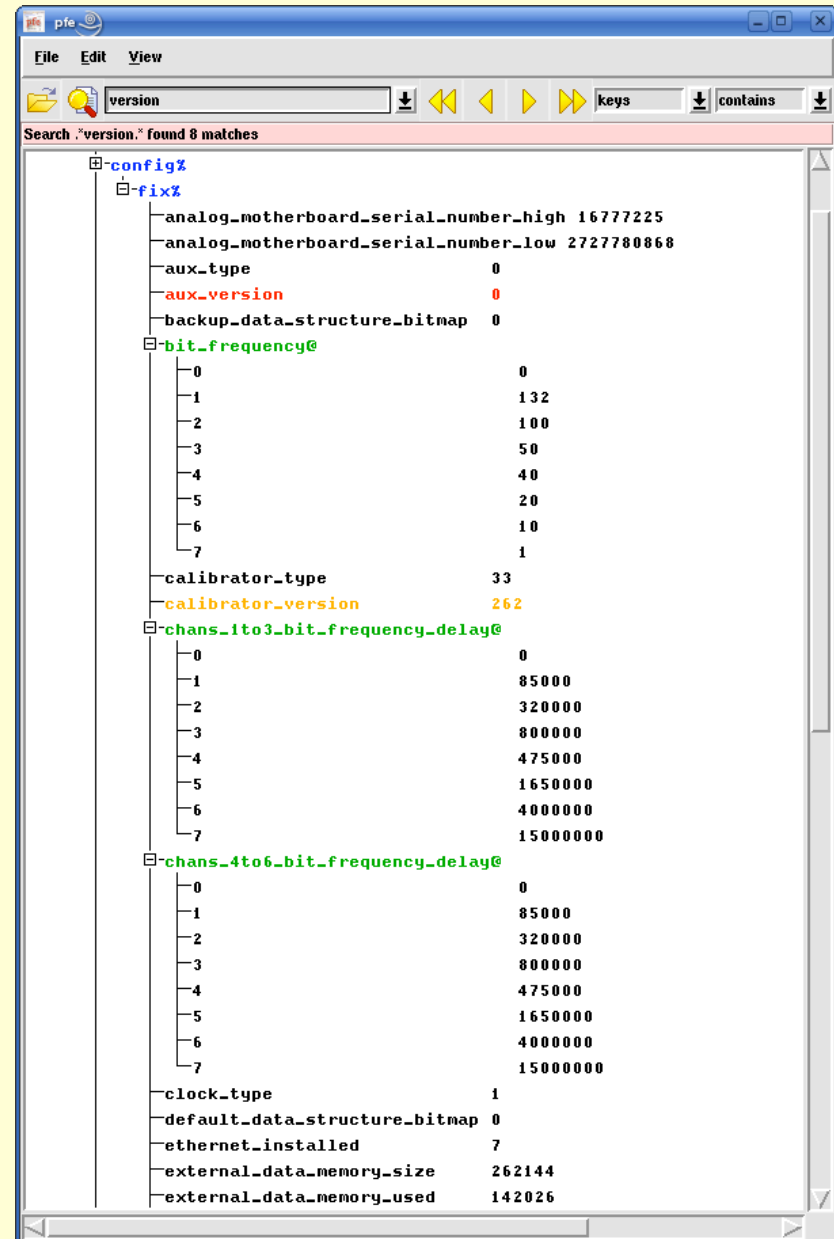 pfe pfe
File Edit View
version keys contains
Search .*version.* found 8 matches
config%
fix%
analog_motherboard_serial_number_high 16777225
analog_motherboard_serial_number_low 2727780868
aux_type 0
aux_version 0
backup_data_structure_bitmap 0
bit_frequency@
0 0
1 132
2 100
3 50
4 40
5 20
6 10
7 1
calibrator_type 33
calibrator_version 262
chans_1to3_bit_frequency_delay@
0 0
1 85000
2 320000
3 800000
4 475000
5 1650000
6 4000000
7 15000000
chans_4to6_bit_frequency_delay@
0 0
1 85000
2 320000
3 800000
4 475000
5 1650000
6 4000000
7 15000000
clock_type 1
default_data_structure_bitmap 0
ethernet_installed 7
external_data_memory_size 262144
external_data_memory_used 142026